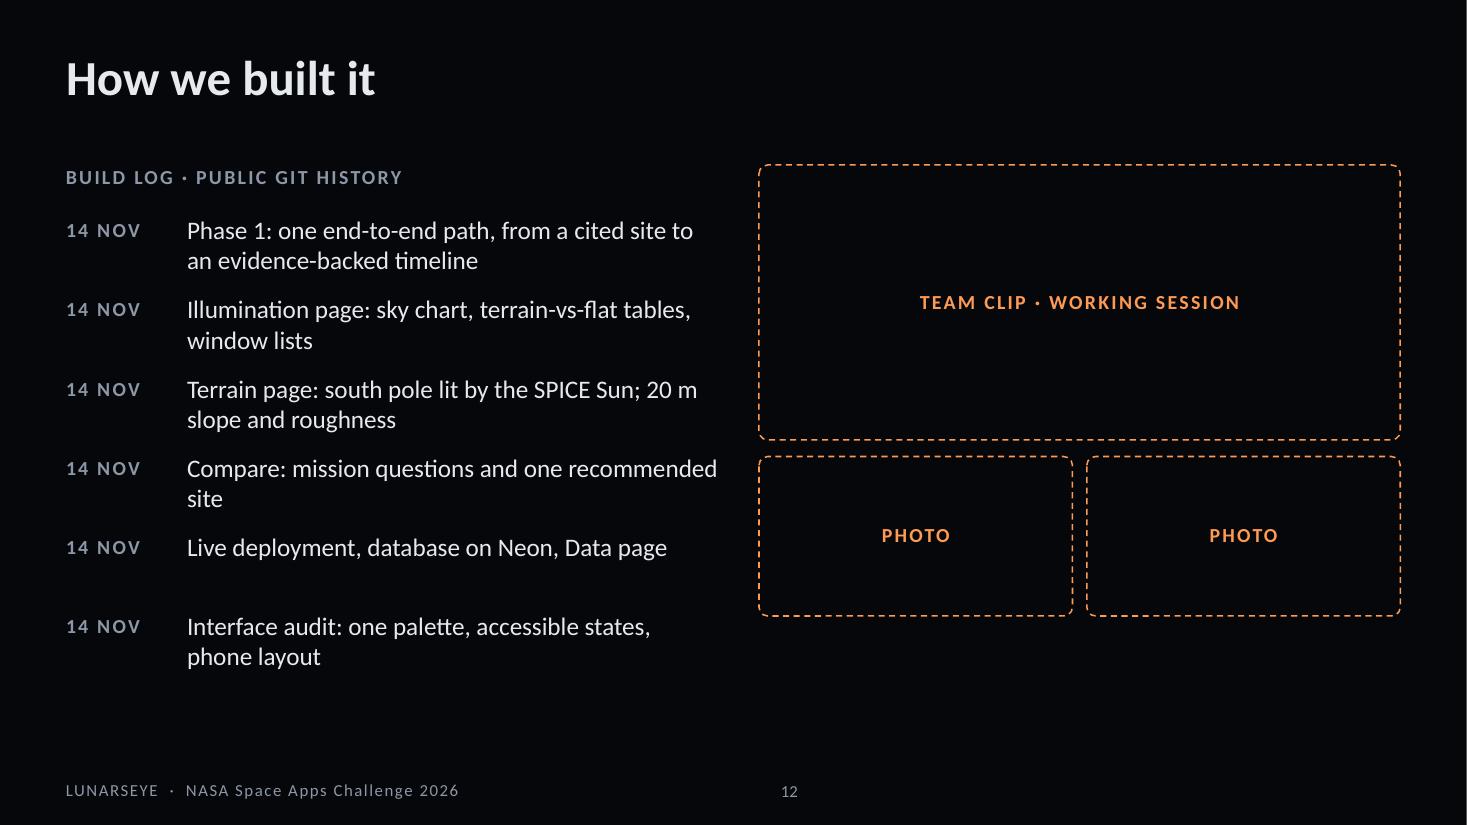 How we built it
BUILD LOG · PUBLIC GIT HISTORY
14 NOV
Phase 1: one end-to-end path, from a cited site to
an evidence-backed timeline
14 NOV
Illumination page: sky chart, terrain-vs-flat tables,
window lists
14 NOV
Terrain page: south pole lit by the SPICE Sun; 20 m
slope and roughness
14 NOV
Compare: mission questions and one recommended
site
14 NOV
Live deployment, database on Neon, Data page
14 NOV
Interface audit: one palette, accessible states,
phone layout
TEAM CLIP · WORKING SESSION
PHOTO
PHOTO
LUNARSEYE · NASA Space Apps Challenge 2026
12